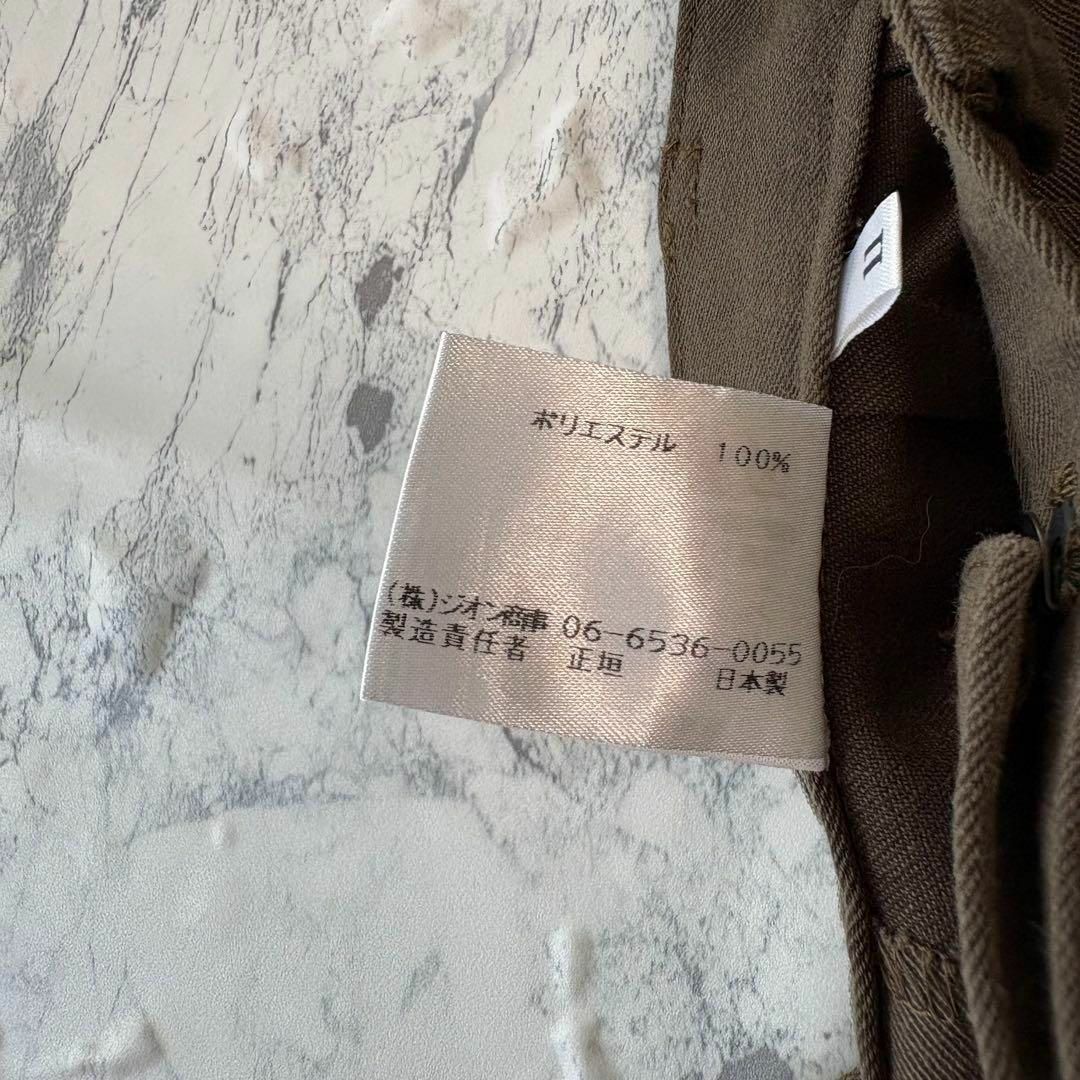 II
ポリエステル 100%
(株)ジオン商事 06-6536-0055
製造責任者 正垣
日本製